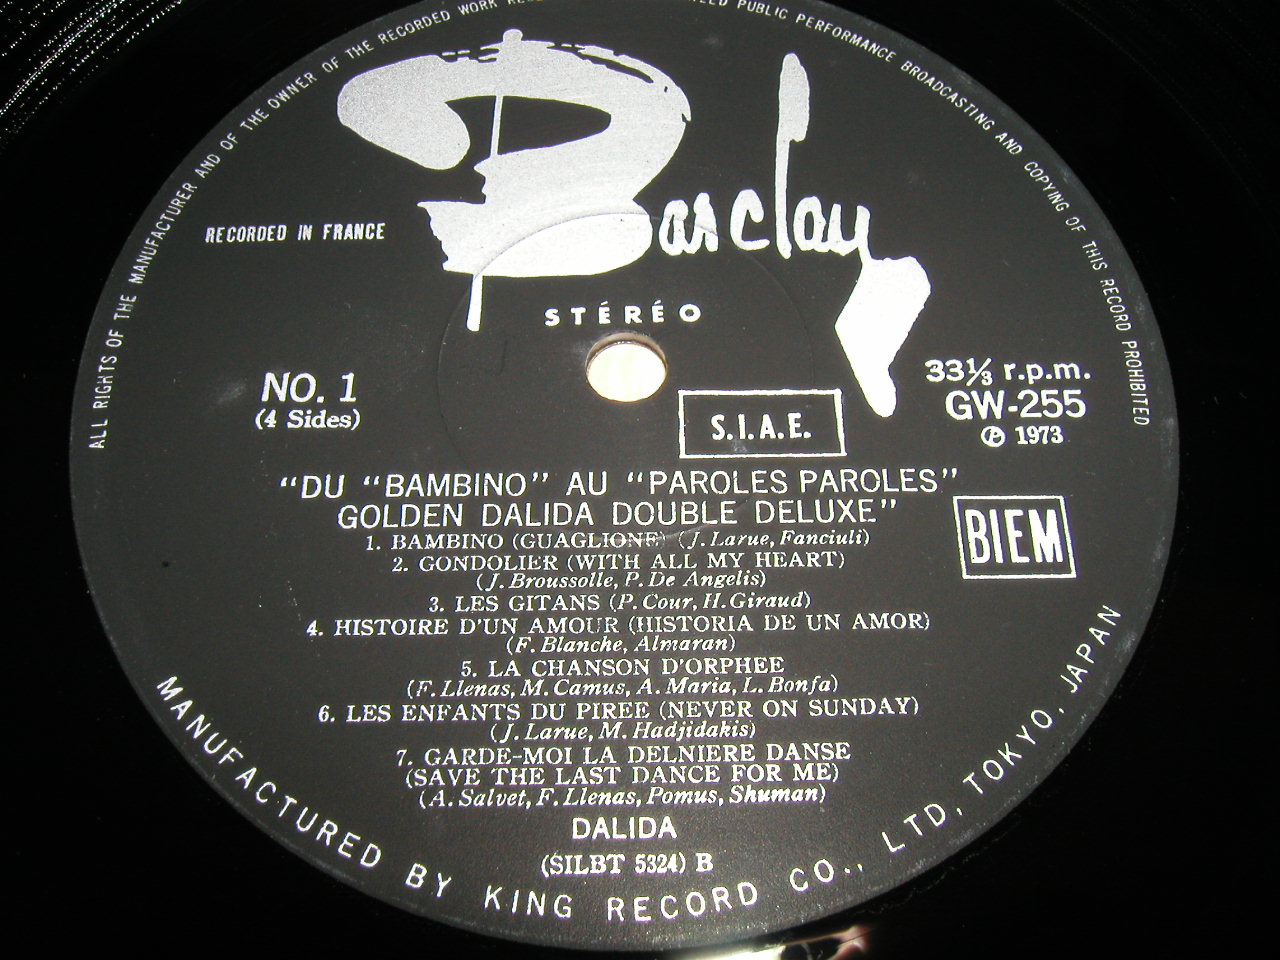 ALL RIGHTS OF THE MANUFACTURER AND OF THE OWNER OF THE RECORDED WORK
PUBLIC PERFORMANCE BROADCASTING AND COPYING OF THIS RECORD PROHIBITED
Barclay
RECORDED IN FRANCE
STÉRÉO
NO. 1
(4 Sides)
S.I.A.E.
33⅓ r.p.m.
GW-255
Ⓟ 1973
"DU "BAMBINO" AU "PAROLES PAROLES"
GOLDEN DALIDA DOUBLE DELUXE"
BIEM
1. BAMBINO (GUAGLIONE) (J. Larue, Fanciuli)
2. GONDOLIER (WITH ALL MY HEART)
(J. Broussolle, P. De Angelis)
3. LES GITANS (P. Cour, H. Giraud)
4. HISTOIRE D'UN AMOUR (HISTORIA DE UN AMOR)
(F. Blanche, Almaran)
5. LA CHANSON D'ORPHEE
(F. Llenas, M. Camus, A. Maria, L. Bonfa)
6. LES ENFANTS DU PIREE (NEVER ON SUNDAY)
(J. Larue, M. Hadjidakis)
7. GARDE-MOI LA DELNIERE DANSE
(SAVE THE LAST DANCE FOR ME)
(A. Salvet, F. Llenas, Pomus, Shuman)
DALIDA
(SILBT 5324) B
MANUFACTURED BY KING RECORD CO., LTD, TOKYO, JAPAN